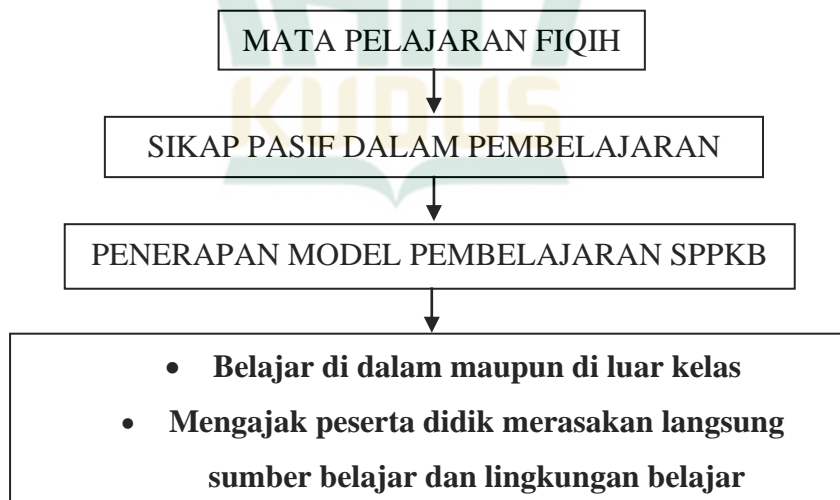 MATA PELAJARAN FIQIH
KUDUS
SIKAP PASIF DALAM PEMBELAJARAN
PENERAPAN MODEL PEMBELAJARAN SPPKB
• Belajar di dalam maupun di luar kelas
• Mengajak peserta didik merasakan langsung
sumber belajar dan lingkungan belajar